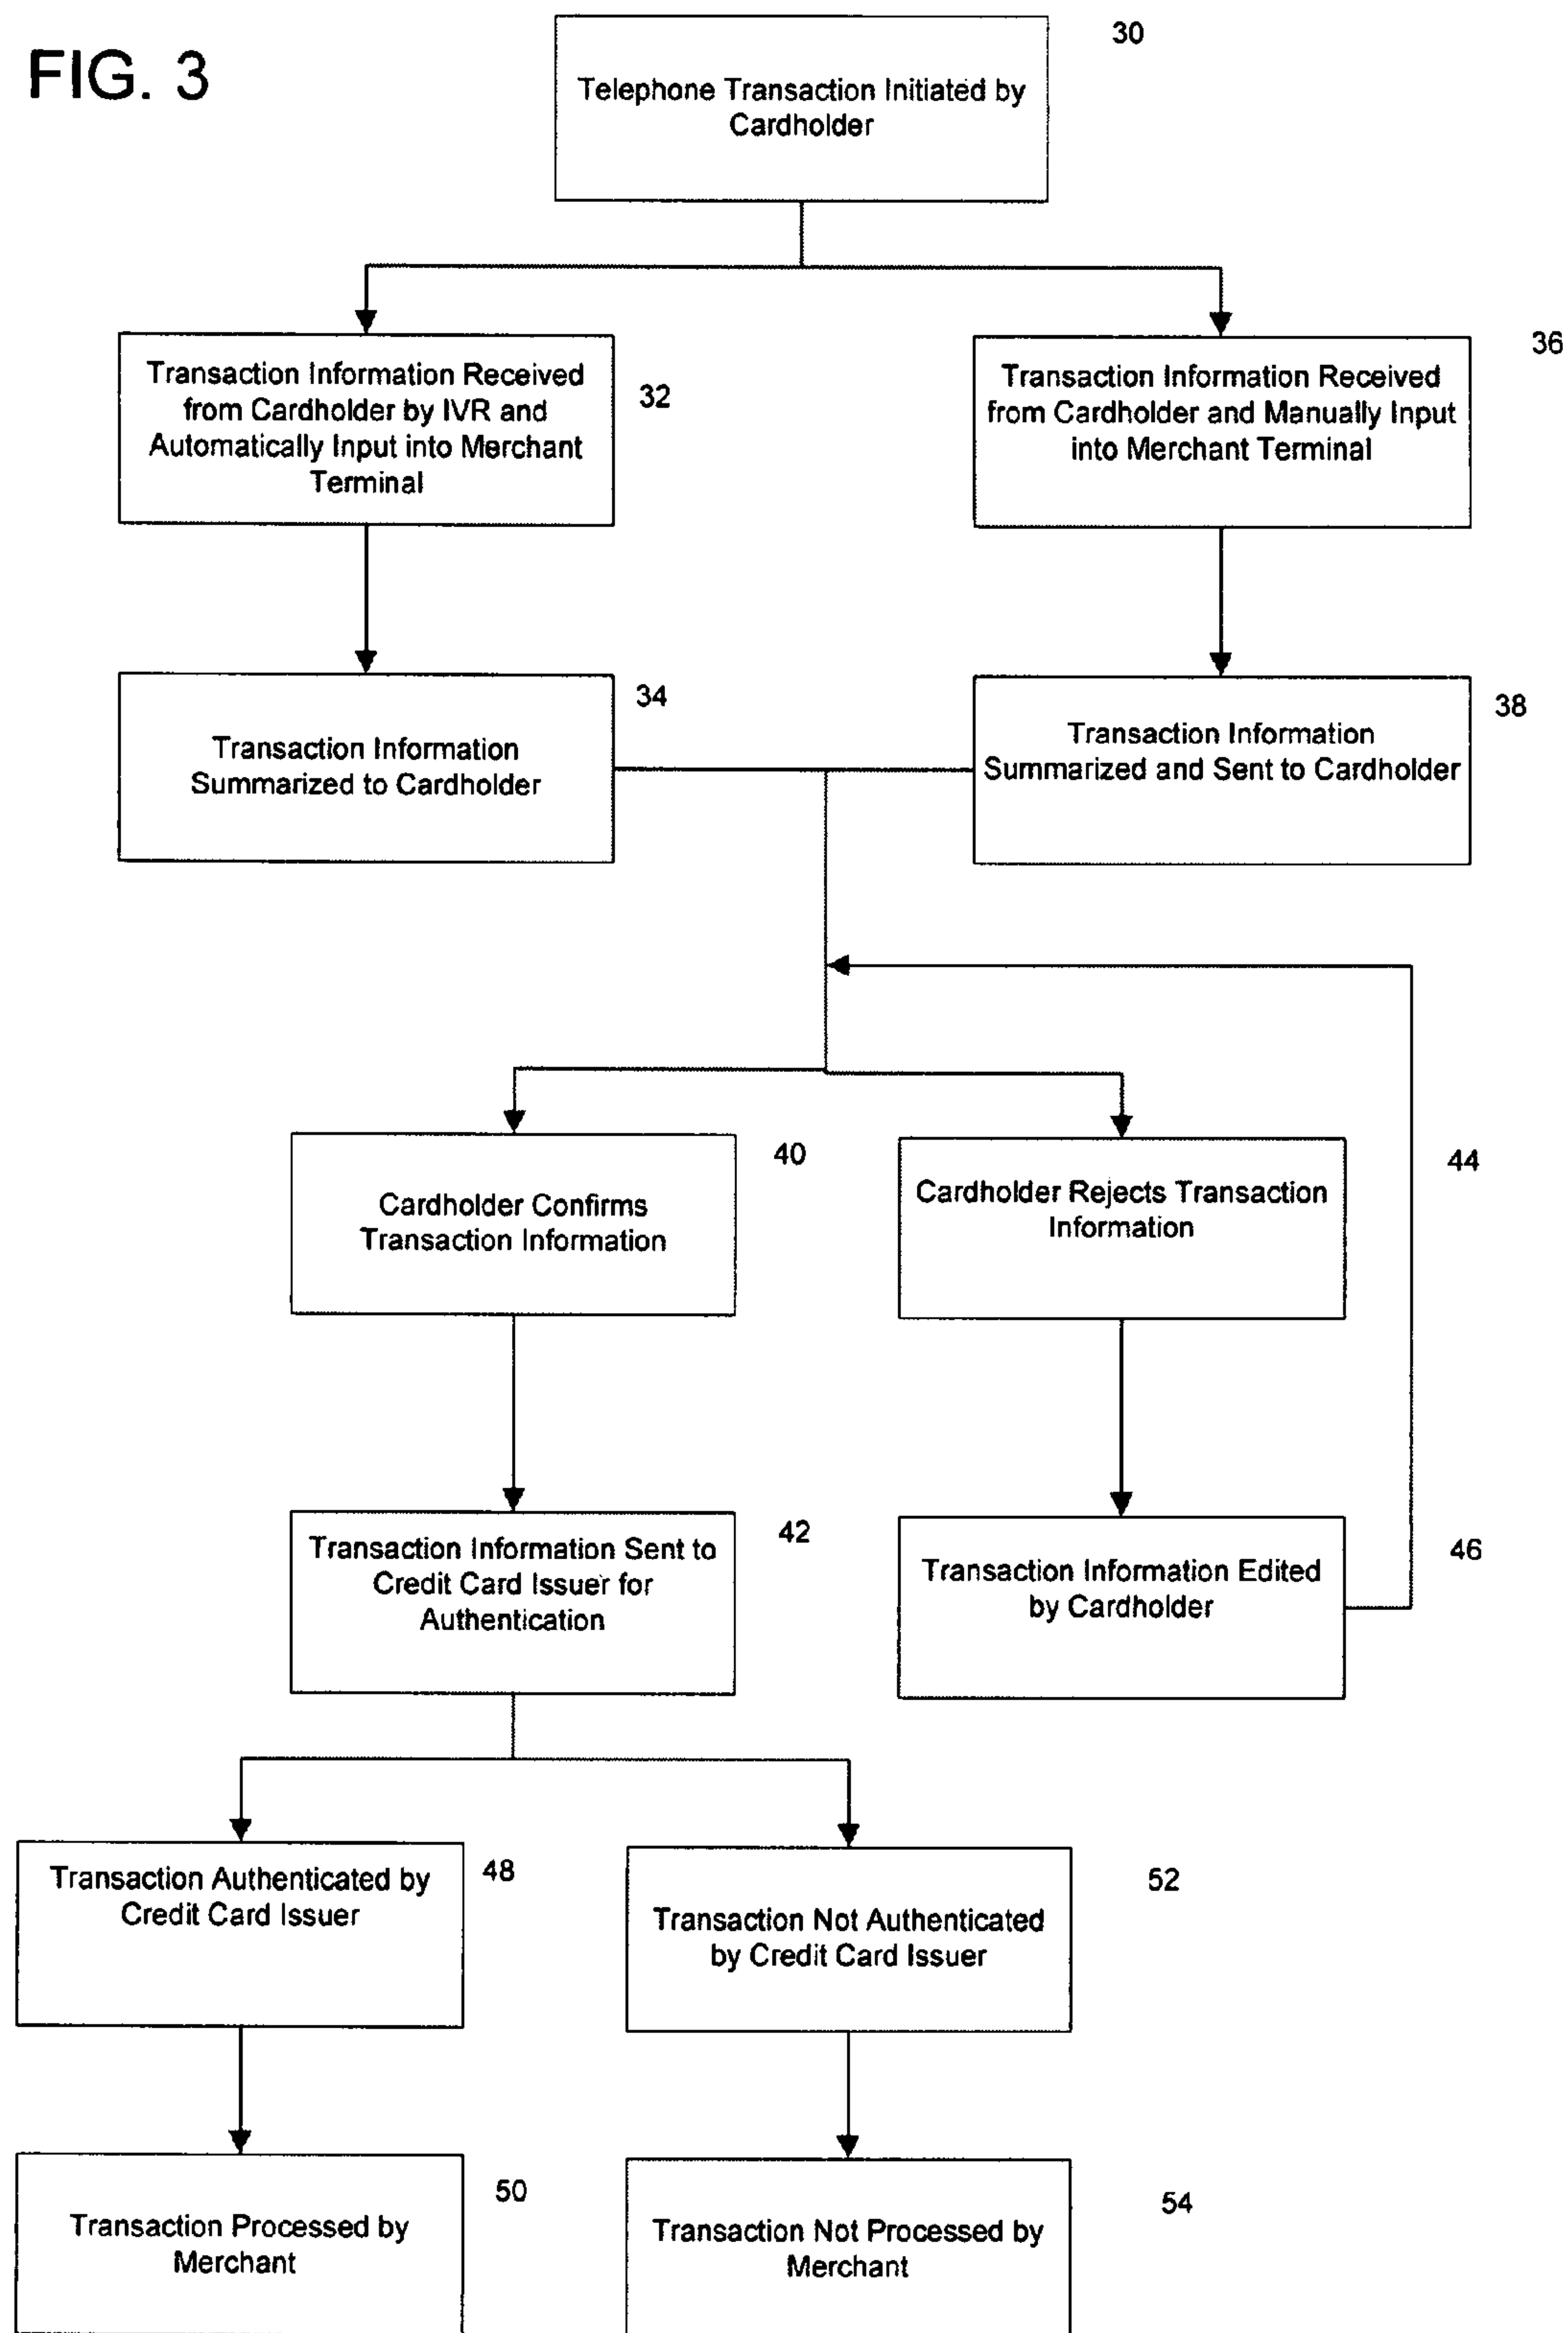 FIG. 3
30
Telephone Transaction Initiated by
Cardholder
Transaction Information Received
from Cardholder by IVR and
Automatically Input into Merchant
Terminal
32
Transaction Information Received
from Cardholder and Manually Input
into Merchant Terminal
36
Transaction Information
Summarized to Cardholder
34
Transaction Information
Summarized and Sent to Cardholder
38
Cardholder Confirms
Transaction Information
40
Cardholder Rejects Transaction
Information
44
Transaction Information Sent to
Credit Card Issuer for
Authentication
42
Transaction Information Edited
by Cardholder
46
Transaction Authenticated by
Credit Card Issuer
48
Transaction Not Authenticated
by Credit Card Issuer
52
Transaction Processed by
Merchant
50
Transaction Not Processed by
Merchant
54